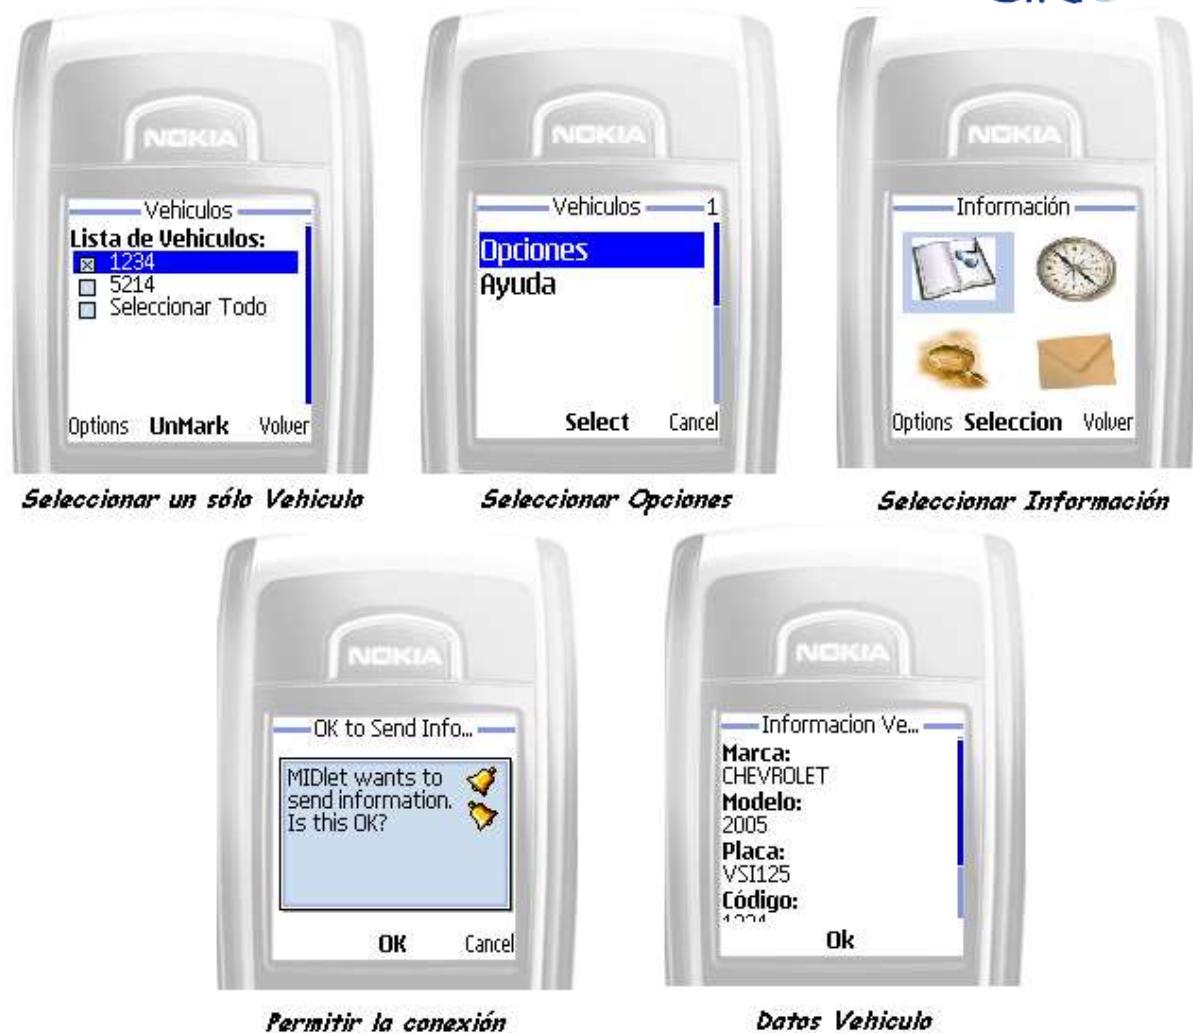 NOKIA
Vehiculos
Lista de Vehiculos:
1234
5214
Seleccionar Todo
Options UnMark Volver
Seleccionar un sólo Vehiculo
NOKIA
Vehiculos 1
Opciones
Ayuda
Select Cancel
Seleccionar Opciones
NOKIA
Información
Options Seleccion Volver
Seleccionar Información
NOKIA
OK to Send Info...
MIDlet wants to
send information.
Is this OK?
OK Cancel
Permitir la conexión
NOKIA
Informacion Ve...
Marca:
CHEVROLET
Modelo:
2005
Placa:
VSI125
Código:
Ok
Datos Vehiculo